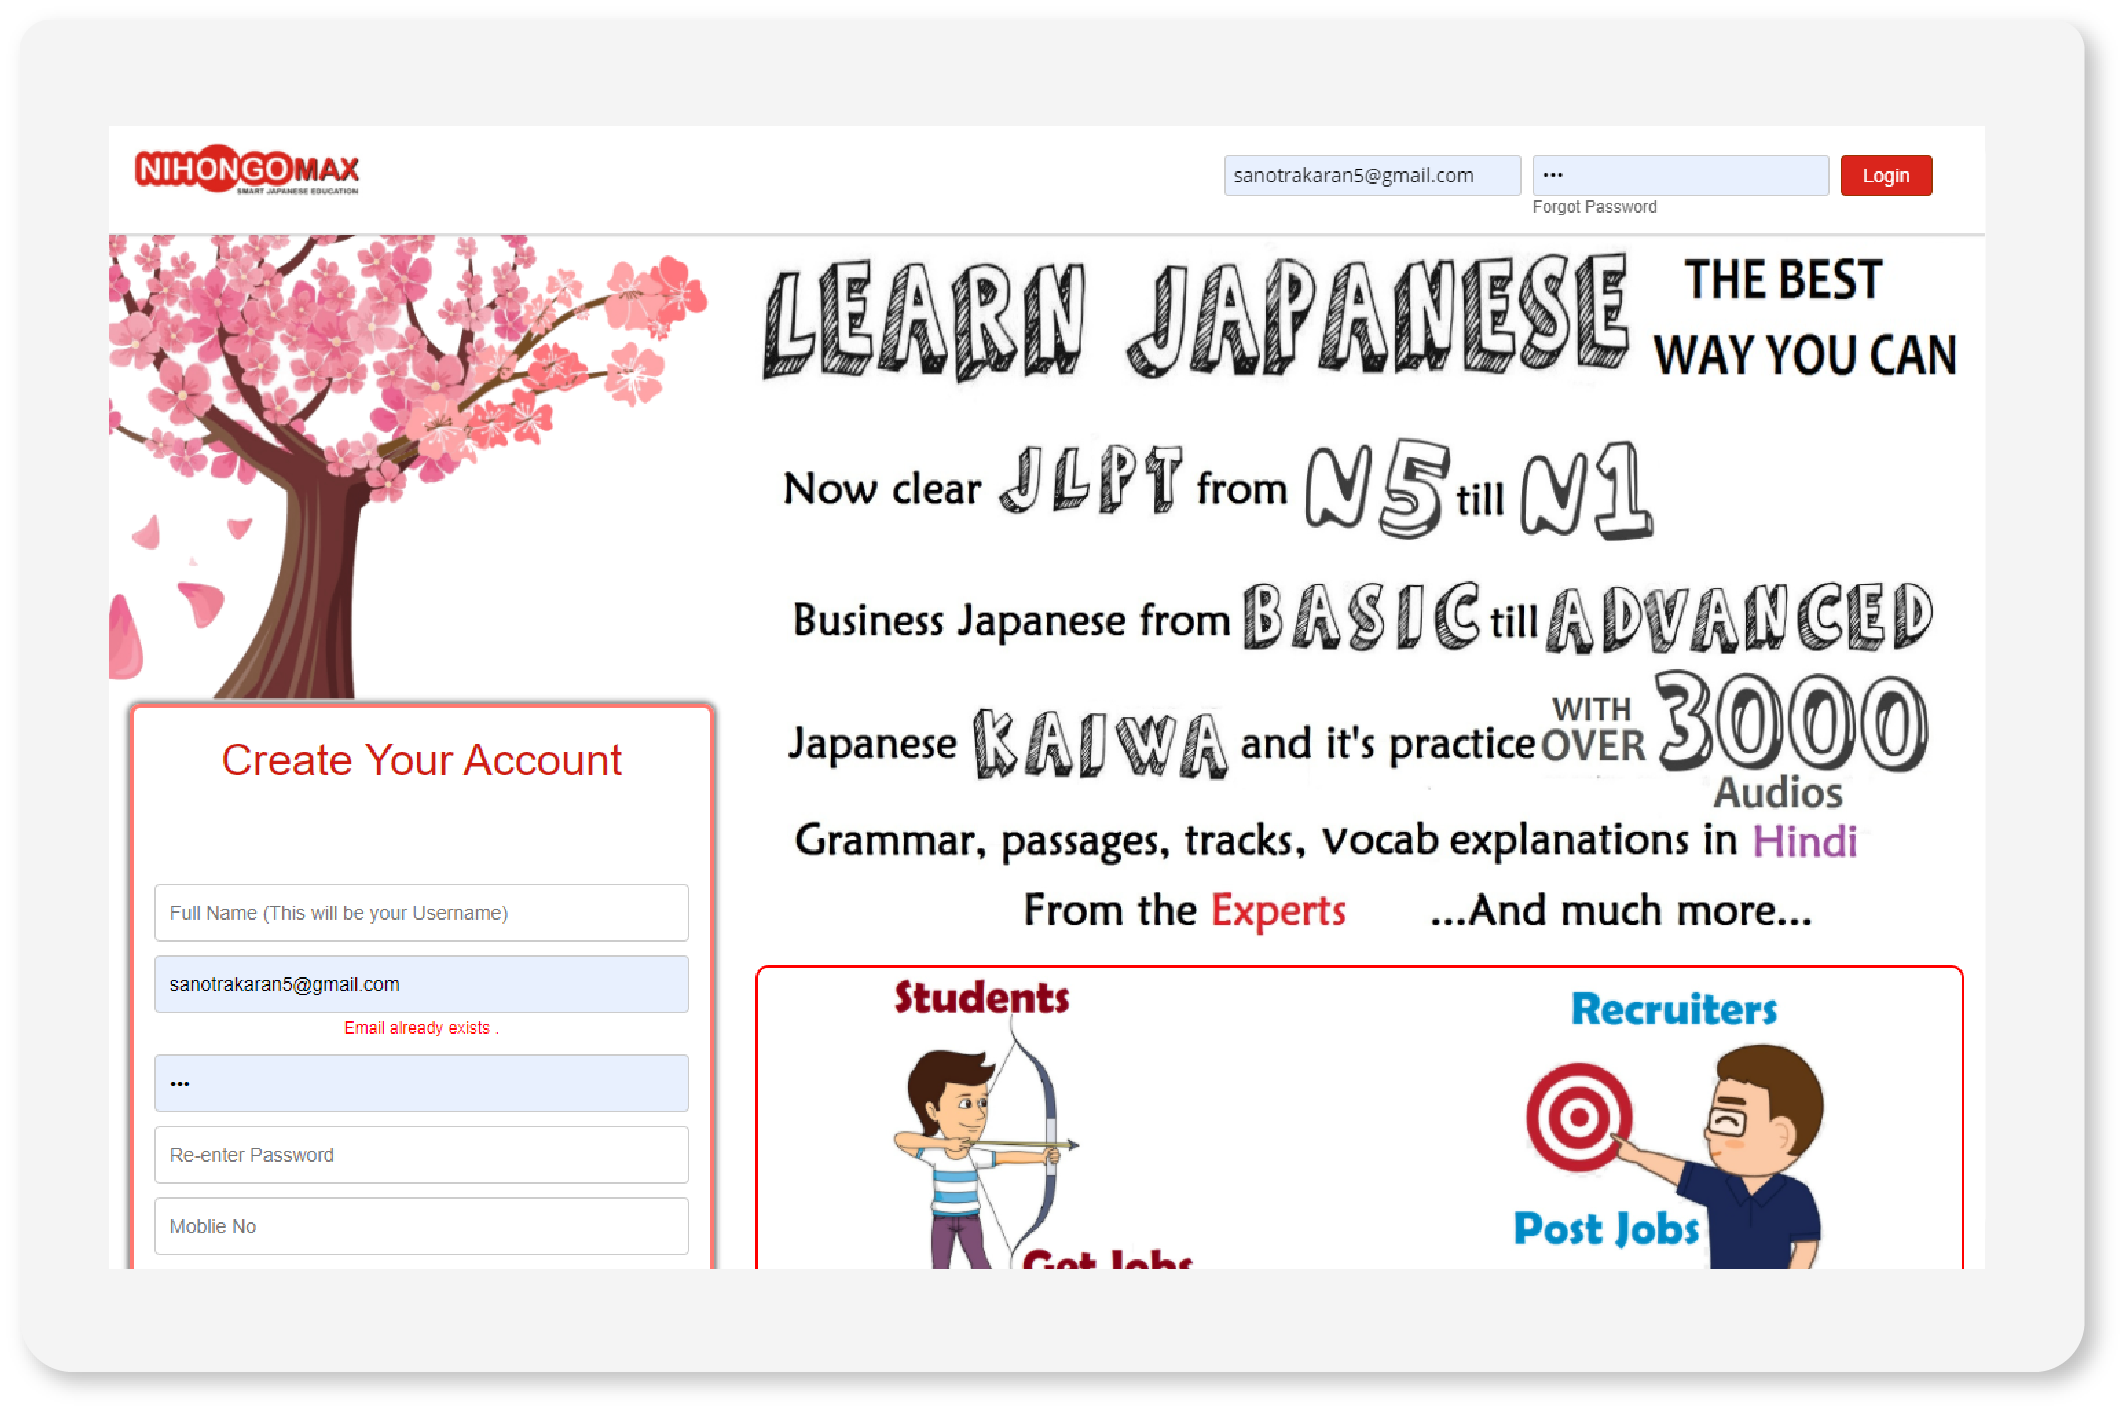 NIHONGOMAX
SMART JAPANESE EDUCATION
sanotrakaran5@gmail.com ••• Login
Forgot Password
LEARN JAPANESE THE BEST
WAY YOU CAN
Now clear JLPT from N5 till N1
Business Japanese from BASIC till ADVANCED
Japanese KAIWA and it's practice WITH OVER 3000
Audios
Grammar, passages, tracks, vocab explanations in Hindi
From the Experts ...And much more...
Create Your Account
Full Name (This will be your Username)
sanotrakaran5@gmail.com
Email already exists .
•••
Re-enter Password
Moblie No
Students
Get Jobs
Recruiters
Post Jobs